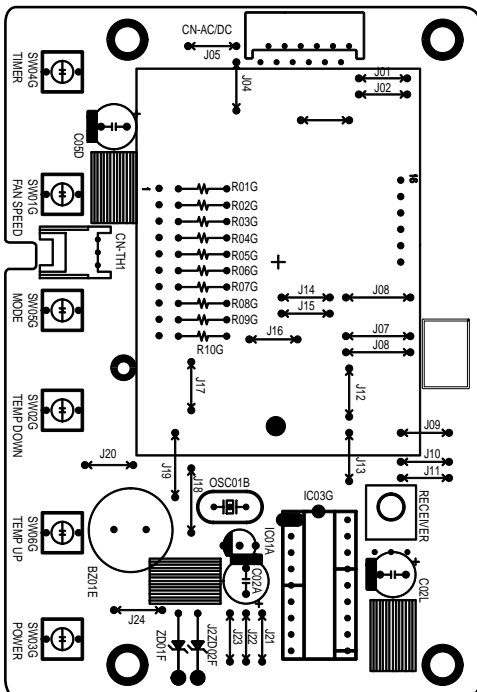 CN-AC/DC
J05
J04
J01
J02
SW04G
TIMER
C05D
+
1
16
SW01G
FAN SPEED
CN-TH1
R01G
R02G
R03G
R04G
R05G
R06G
R07G
R08G
R09G
R10G
J14
J15
J16
J08
J07
J08
SW05G
MODE
J17
J12
SW02G
TEMP DOWN
J09
J10
J11
J20
J19
J18
J13
OSC01B
IC03G
RECEIVER
SW06G
TEMP UP
BZ01E
IC01A
C02A
+
C02L
+
J24
SW03G
POWER
ZD01F
J2ZD02F
J23
J22
J21